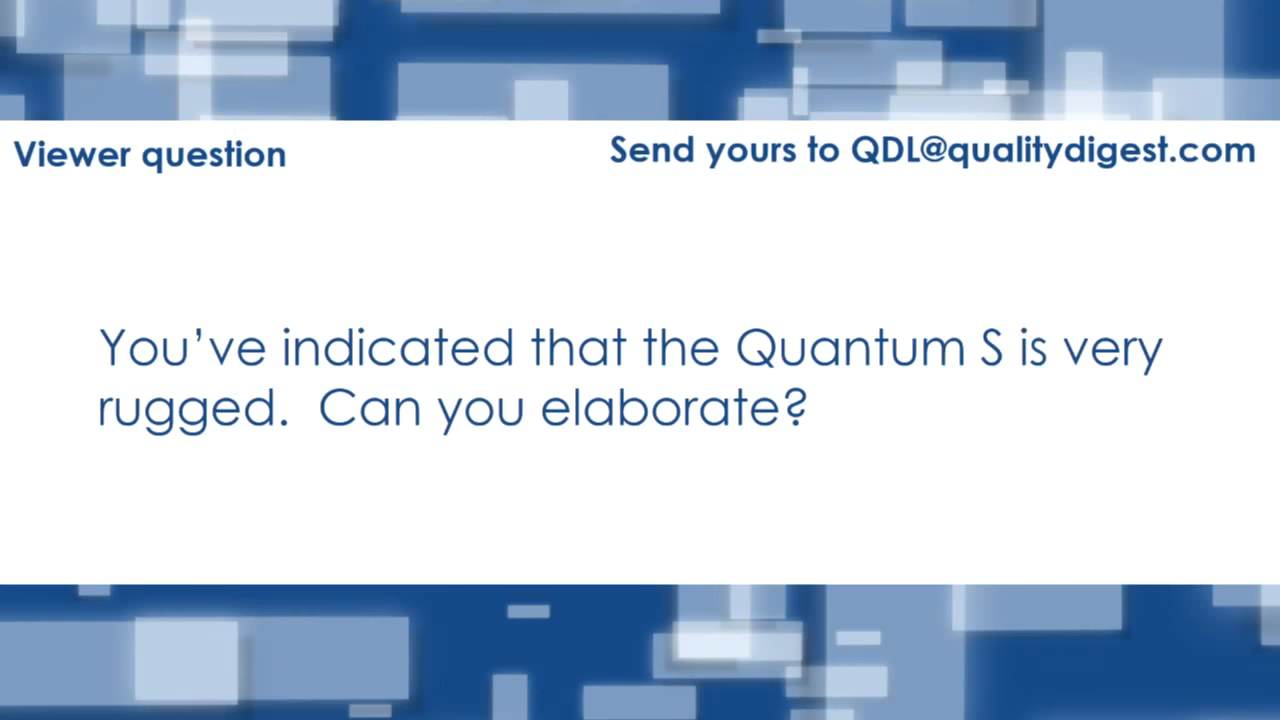 Viewer question
Send yours to QDL@qualitydigest.com
You’ve indicated that the Quantum S is very
rugged.  Can you elaborate?